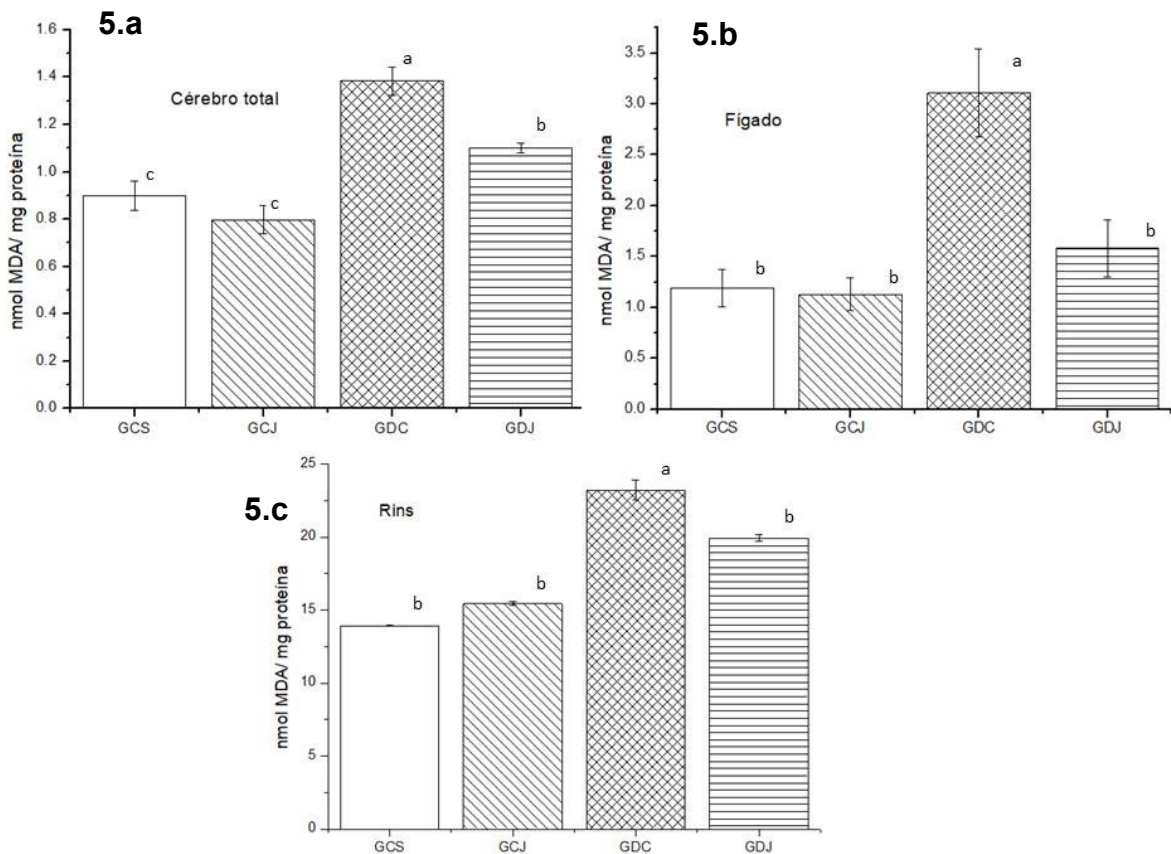 5.a
Cérebro total
nmol MDA/ mg proteína
1.6
1.4
1.2
1.0
0.8
0.6
0.4
0.2
0.0
c
c
a
b
GCS GCJ GDC GDJ
5.b
Fígado
nmol MDA/ mg proteína
3.5
3.0
2.5
2.0
1.5
1.0
0.5
0.0
b
b
a
b
GCS GCJ GDC GDJ
5.c
Rins
nmol MDA/ mg proteína
25
20
15
10
5
0
b
b
a
b
GCS GCJ GDC GDJ